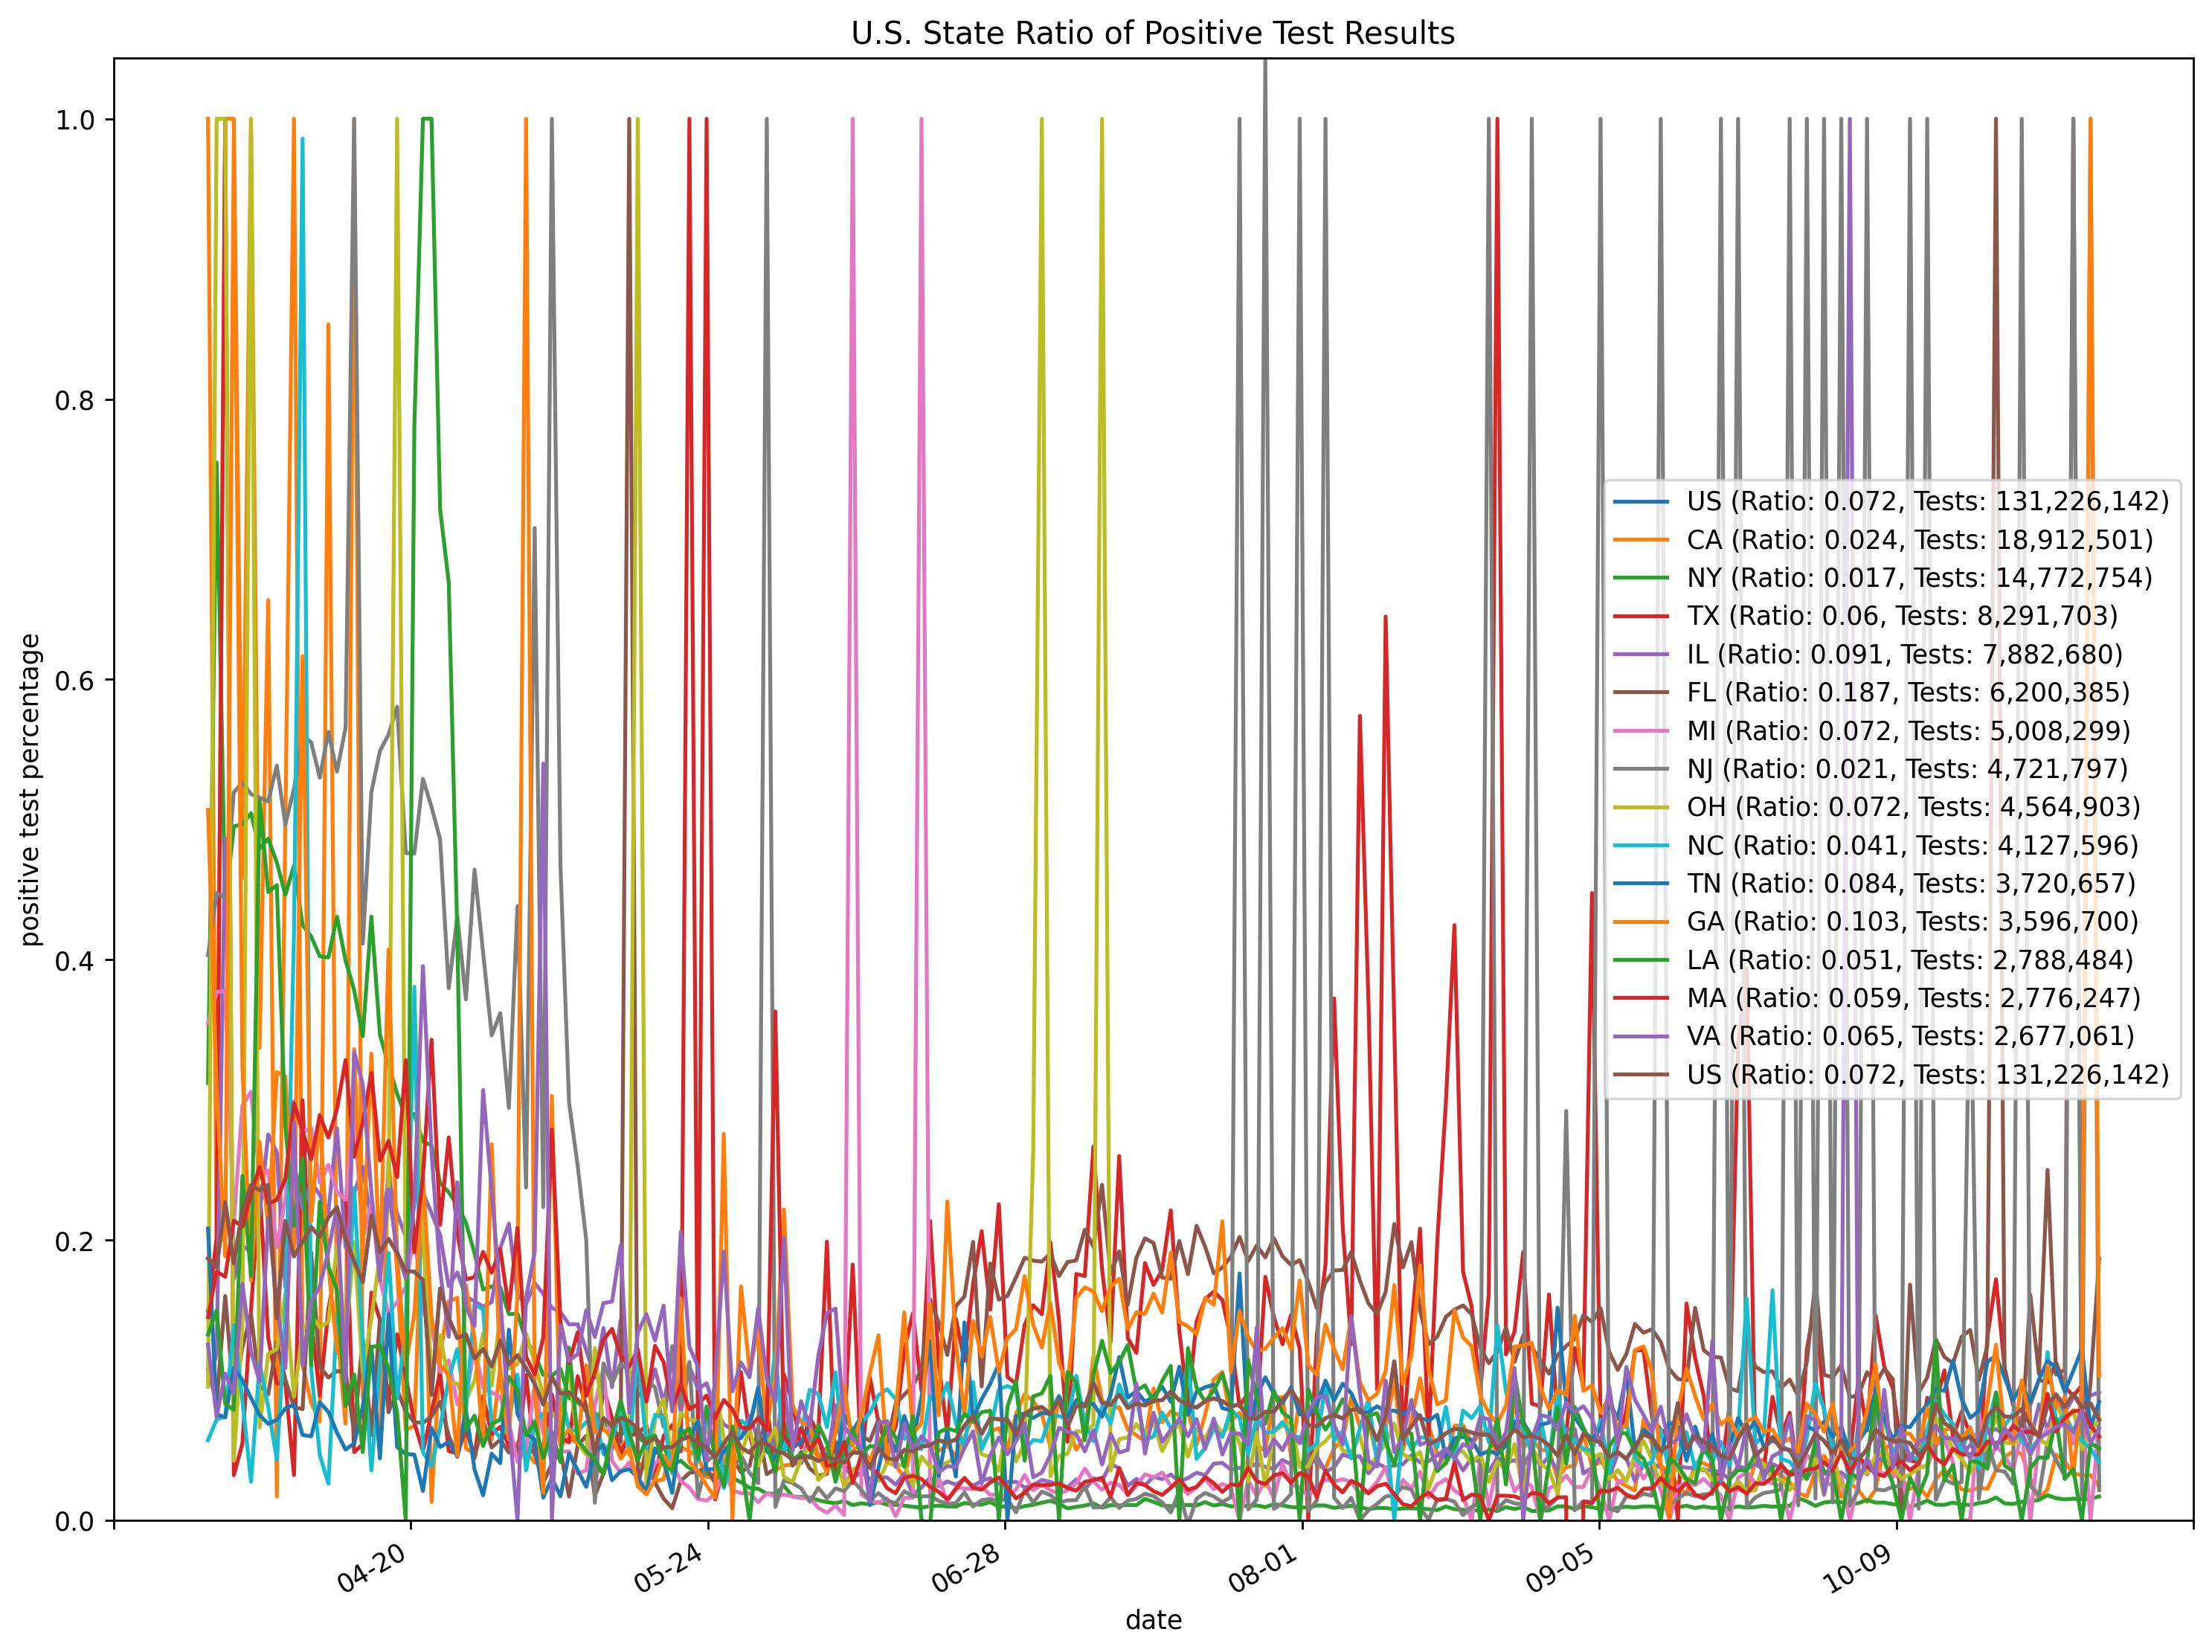 U.S. State Ratio of Positive Test Results
positive test percentage
1.0
0.8
0.6
0.4
0.2
0.0
US (Ratio: 0.072, Tests: 131,226,142)
CA (Ratio: 0.024, Tests: 18,912,501)
NY (Ratio: 0.017, Tests: 14,772,754)
TX (Ratio: 0.06, Tests: 8,291,703)
IL (Ratio: 0.091, Tests: 7,882,680)
FL (Ratio: 0.187, Tests: 6,200,385)
MI (Ratio: 0.072, Tests: 5,008,299)
NJ (Ratio: 0.021, Tests: 4,721,797)
OH (Ratio: 0.072, Tests: 4,564,903)
NC (Ratio: 0.041, Tests: 4,127,596)
TN (Ratio: 0.084, Tests: 3,720,657)
GA (Ratio: 0.103, Tests: 3,596,700)
LA (Ratio: 0.051, Tests: 2,788,484)
MA (Ratio: 0.059, Tests: 2,776,247)
VA (Ratio: 0.065, Tests: 2,677,061)
US (Ratio: 0.072, Tests: 131,226,142)
04-20
05-24
06-28
08-01
09-05
10-09
date